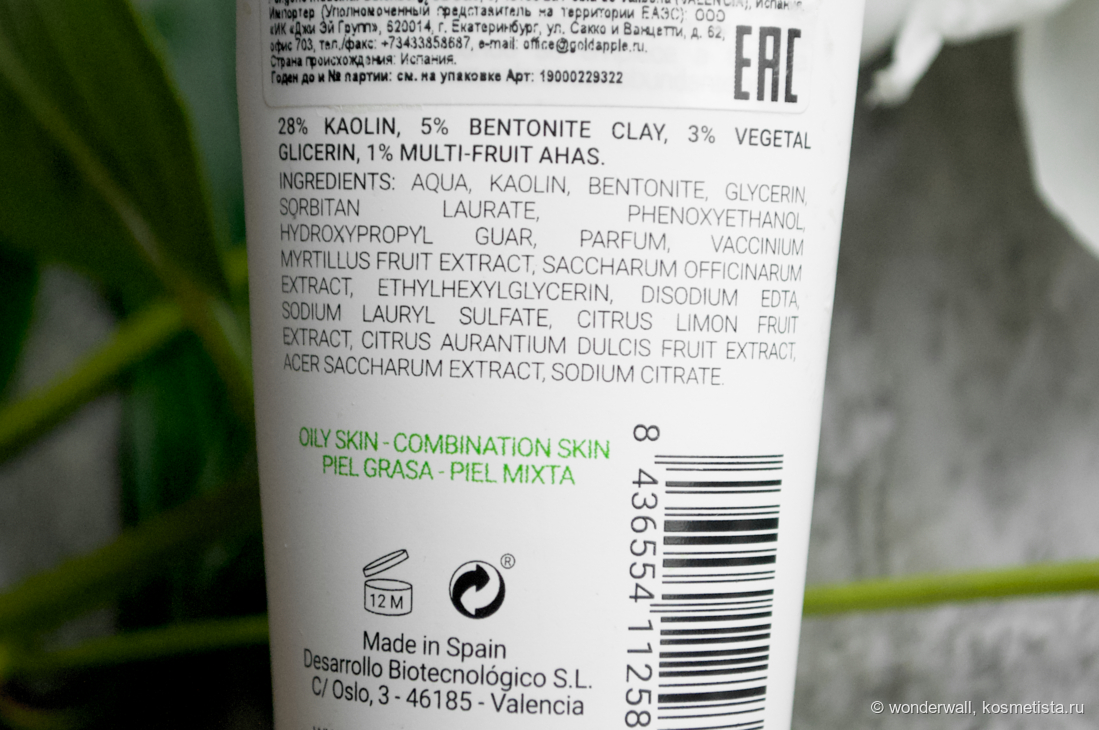 Импортер (Уполномоченный представитель на территории ЕАЭС): ООО
«ИК «Джи Эй Групп», 620014, г. Екатеринбург, ул. Сакко и Ванцетти, д. 62,
офис 703, тел./факс: +73433858687, e-mail: office@goldapple.ru.
Страна происхождения: Испания.
Годен до и № партии: см. на упаковке Арт: 19000229322
EAC
28% KAOLIN, 5% BENTONITE CLAY, 3% VEGETAL
GLICERIN, 1% MULTI-FRUIT AHAS.
INGREDIENTS: AQUA, KAOLIN, BENTONITE, GLYCERIN,
SORBITAN LAURATE, PHENOXYETHANOL,
HYDROXYPROPYL GUAR, PARFUM, VACCINIUM
MYRTILLUS FRUIT EXTRACT, SACCHARUM OFFICINARUM
EXTRACT, ETHYLHEXYLGLYCERIN, DISODIUM EDTA,
SODIUM LAURYL SULFATE, CITRUS LIMON FRUIT
EXTRACT, CITRUS AURANTIUM DULCIS FRUIT EXTRACT,
ACER SACCHARUM EXTRACT, SODIUM CITRATE.
OILY SKIN - COMBINATION SKIN
PIEL GRASA - PIEL MIXTA
8 436554 11258
12 M
®
Made in Spain
Desarrollo Biotecnológico S.L.
C/ Oslo, 3 - 46185 - Valencia
© wonderwall, kosmetista.ru